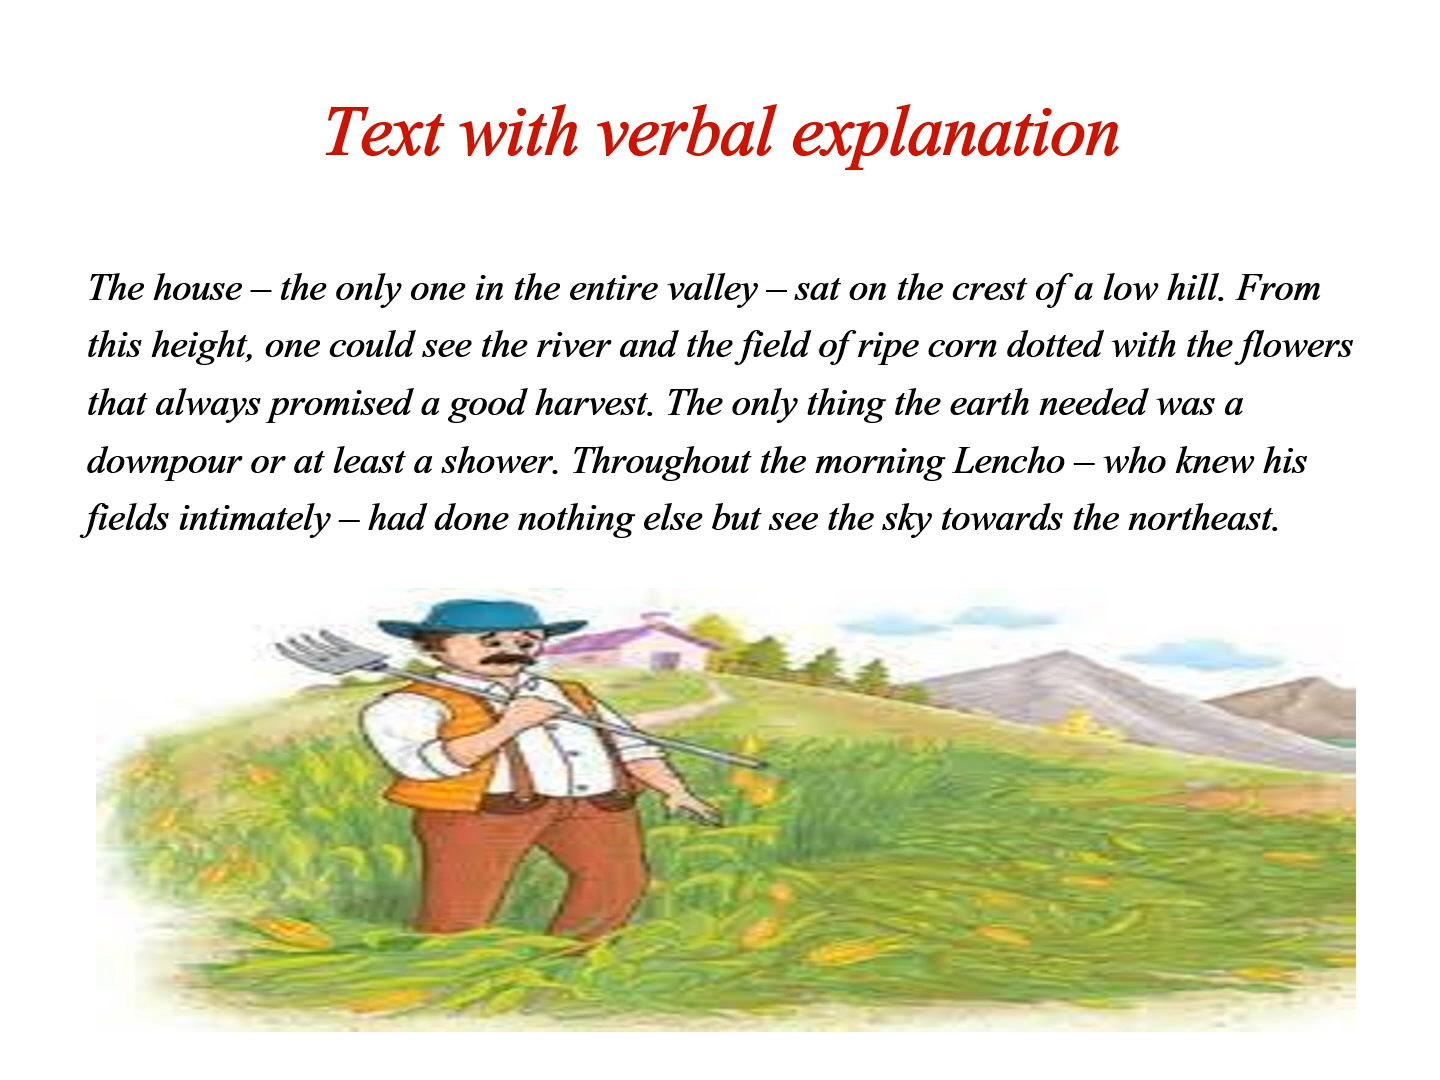 Text with verbal explanation
The house – the only one in the entire valley – sat on the crest of a low hill. From
this height, one could see the river and the field of ripe corn dotted with the flowers
that always promised a good harvest. The only thing the earth needed was a
downpour or at least a shower. Throughout the morning Lencho – who knew his
fields intimately – had done nothing else but see the sky towards the northeast.